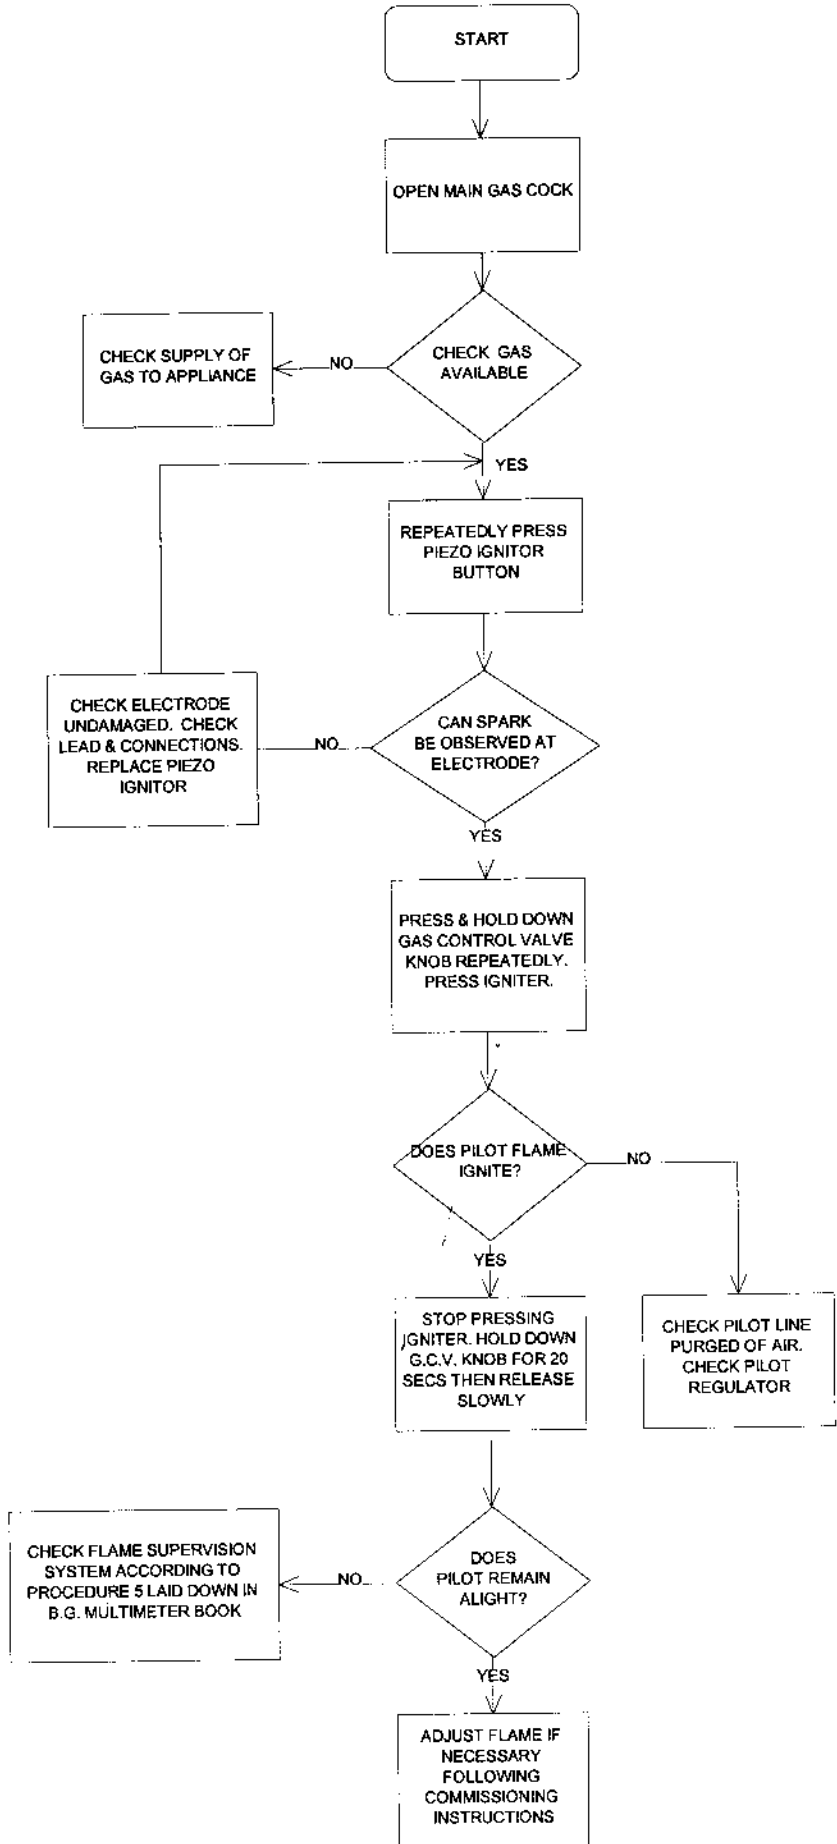 START
OPEN MAIN GAS COCK
CHECK GAS
AVAILABLE
NO
CHECK SUPPLY OF
GAS TO APPLIANCE
YES
REPEATEDLY PRESS
PIEZO IGNITOR
BUTTON
CAN SPARK
BE OBSERVED AT
ELECTRODE?
NO
CHECK ELECTRODE
UNDAMAGED. CHECK
LEAD & CONNECTIONS.
REPLACE PIEZO
IGNITOR
YES
PRESS & HOLD DOWN
GAS CONTROL VALVE
KNOB REPEATEDLY.
PRESS IGNITER.
DOES PILOT FLAME
IGNITE?
NO
YES
STOP PRESSING
IGNITER. HOLD DOWN
G.C.V. KNOB FOR 20
SECS THEN RELEASE
SLOWLY
CHECK PILOT LINE
PURGED OF AIR.
CHECK PILOT
REGULATOR
DOES
PILOT REMAIN
ALIGHT?
NO
CHECK FLAME SUPERVISION
SYSTEM ACCORDING TO
PROCEDURE 5 LAID DOWN IN
B.G. MULTIMETER BOOK
YES
ADJUST FLAME IF
NECESSARY
FOLLOWING
COMMISSIONING
INSTRUCTIONS